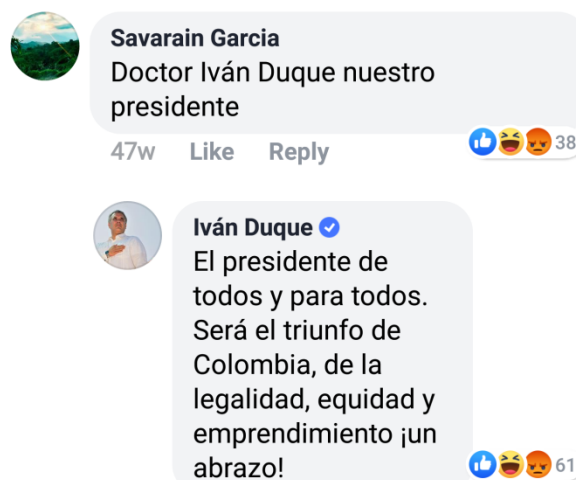 Savarain Garcia
Doctor Iván Duque nuestro
presidente
47w Like Reply 38
Iván Duque
El presidente de
todos y para todos.
Será el triunfo de
Colombia, de la
legalidad, equidad y
emprendimiento ¡un
abrazo!
61